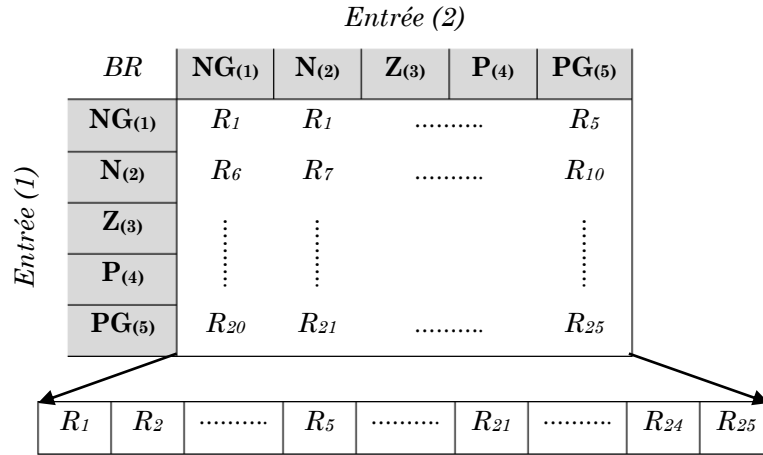 Entrée (2)
BR NG(1) N(2) Z(3) P(4) PG(5)
Entrée (1)
NG(1) R1 R1 .......... R5
N(2) R6 R7 .......... R10
Z(3)
P(4)
PG(5) R20 R21 .......... R25
R1 R2 .......... R5 .......... R21 .......... R24 R25